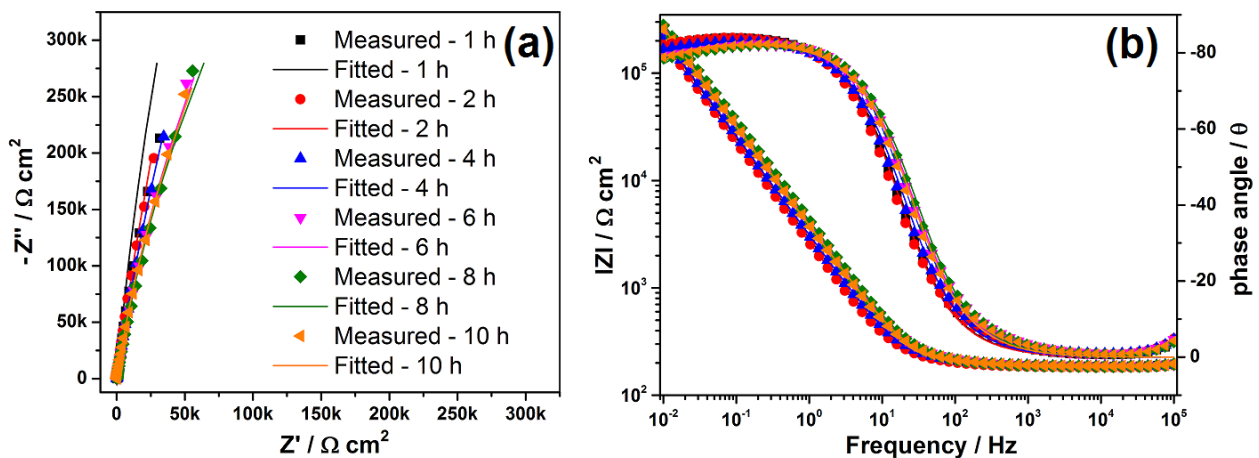 (a)
300k
250k
200k
150k
100k
50k
0
-Z'' / Ω cm²
Measured - 1 h
Fitted - 1 h
Measured - 2 h
Fitted - 2 h
Measured - 4 h
Fitted - 4 h
Measured - 6 h
Fitted - 6 h
Measured - 8 h
Fitted - 8 h
Measured - 10 h
Fitted - 10 h
0 50k 100k 150k 200k 250k 300k
Z' / Ω cm²
(b)
10⁵
10⁴
10³
10²
IZI / Ω cm²
-80
-60
-40
-20
0
phase angle / θ
10⁻² 10⁻¹ 10⁰ 10¹ 10² 10³ 10⁴ 10⁵
Frequency / Hz